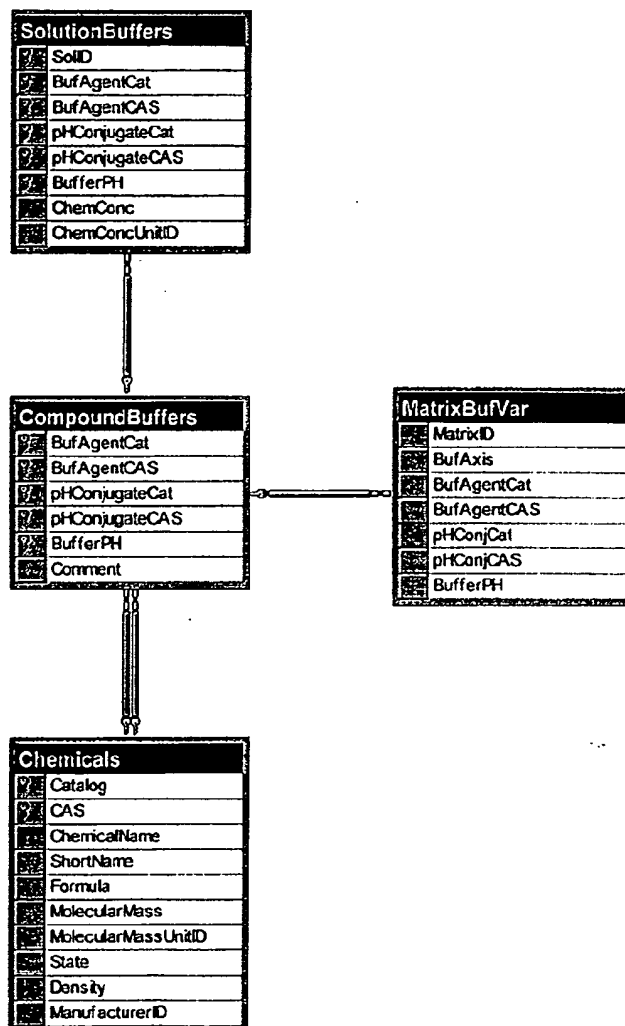 SolutionBuffers
SolID
BufAgentCat
BufAgentCAS
pHConjugateCat
pHConjugateCAS
BufferPH
ChemConc
ChemConcUnitID
CompoundBuffers
BufAgentCat
BufAgentCAS
pHConjugateCat
pHConjugateCAS
BufferPH
Comment
MatrixBufVar
MatrixID
BufAxis
BufAgentCat
BufAgentCAS
pHConjCat
pHConjCAS
BufferPH
Chemicals
Catalog
CAS
ChemicalName
ShortName
Formula
MolecularMass
MolecularMassUnitID
State
Density
ManufacturerID